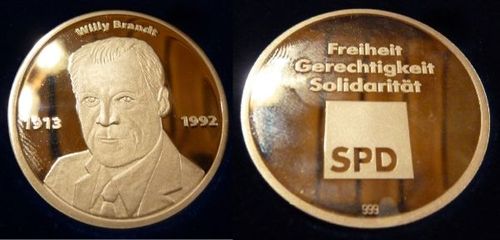 Willy Brandt
1913
1992
Freiheit
Gerechtigkeit
Solidarität
SPD
999